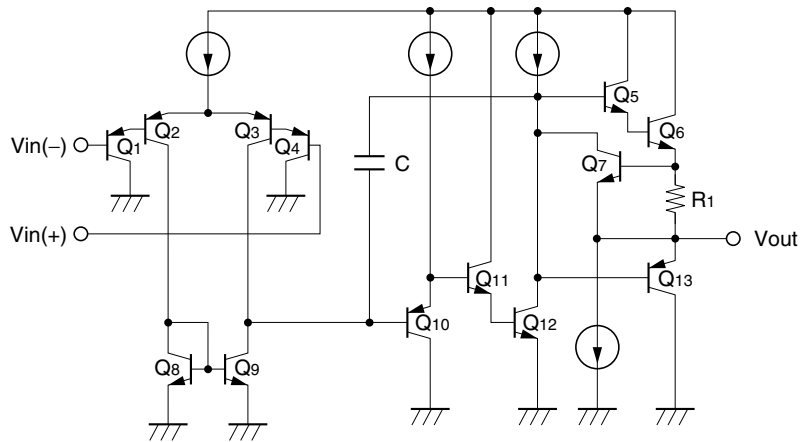 Q5
Q2
Q3
Q6
Vin(−)
Q1
Q4
Q7
C
R1
Vin(+)
Vout
Q11
Q13
Q10
Q12
Q8
Q9